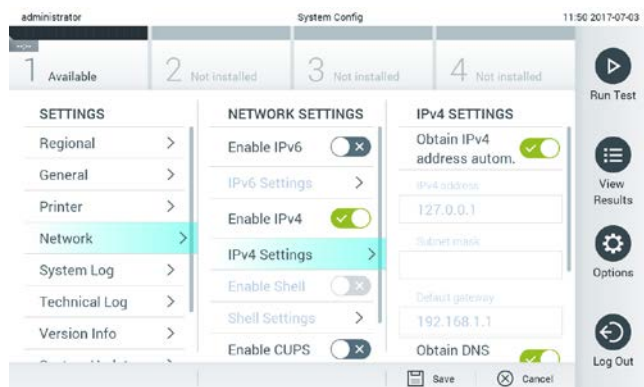 administrator
System Config
11:50 2017-07-03
--:--
1 Available
2 Not installed
3 Not installed
4 Not installed
Run Test
View
Results
Options
Log Out
SETTINGS
Regional
General
Printer
Network
System Log
Technical Log
Version Info
NETWORK SETTINGS
Enable IPv6
IPv6 Settings
Enable IPv4
IPv4 Settings
Enable Shell
Shell Settings
Enable CUPS
IPv4 SETTINGS
Obtain IPv4
address autom.
IPv4 address
127.0.0.1
Subnet mask
Default gateway
192.168.1.1
Obtain DNS
Save
Cancel